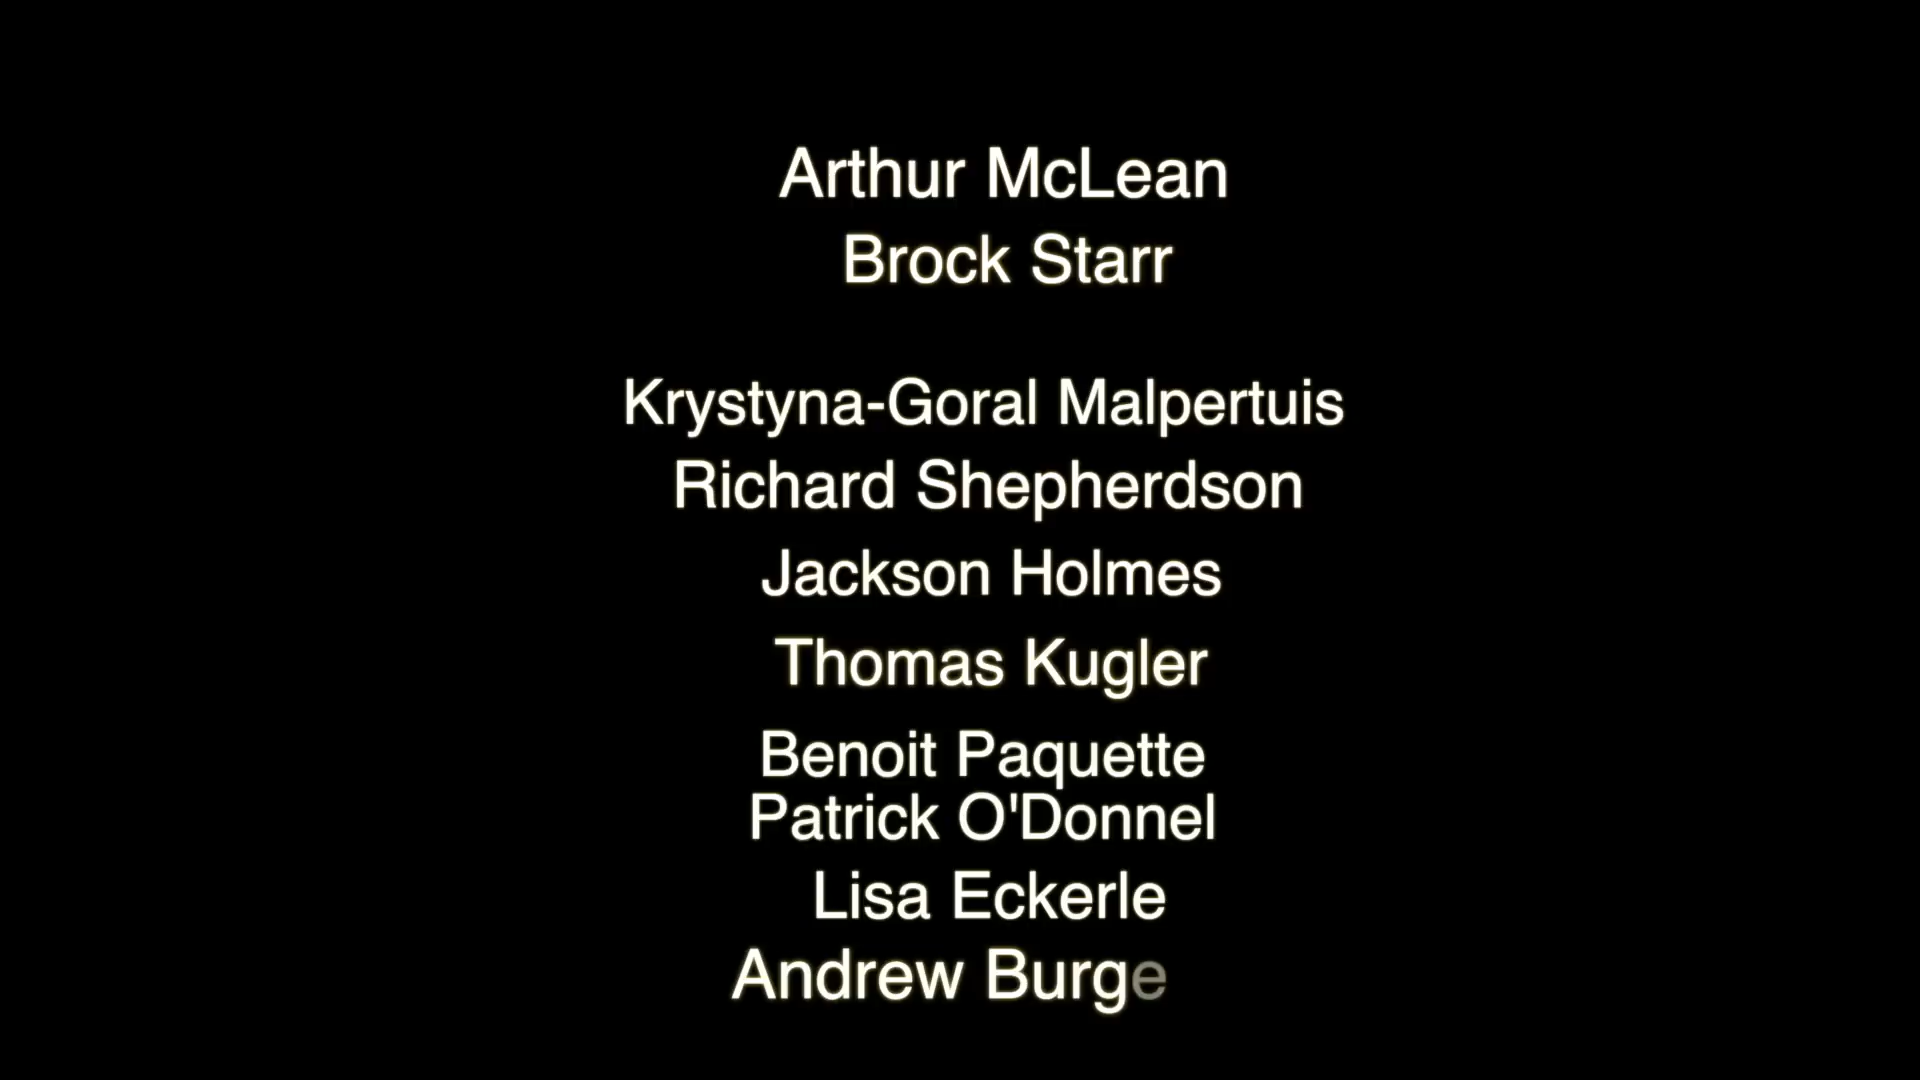 Arthur McLean
Brock Starr
Krystyna-Goral Malpertuis
Richard Shepherdson
Jackson Holmes
Thomas Kugler
Benoit Paquette
Patrick O'Donnel
Lisa Eckerle
Andrew Burge